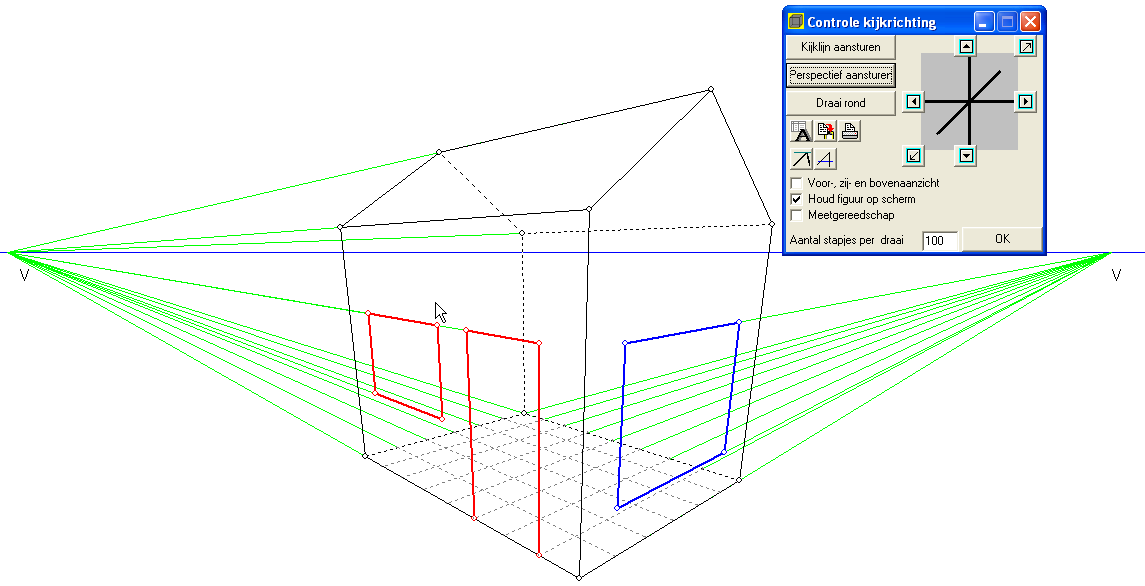 Controle kijkrichting
Kijklijn aansturen
Perspectief aansturen
Draai rond
A
Voor-, zij- en bovenaanzicht
Houd figuur op scherm
Meetgereedschap
Aantal stapjes per draai 100 OK
V V